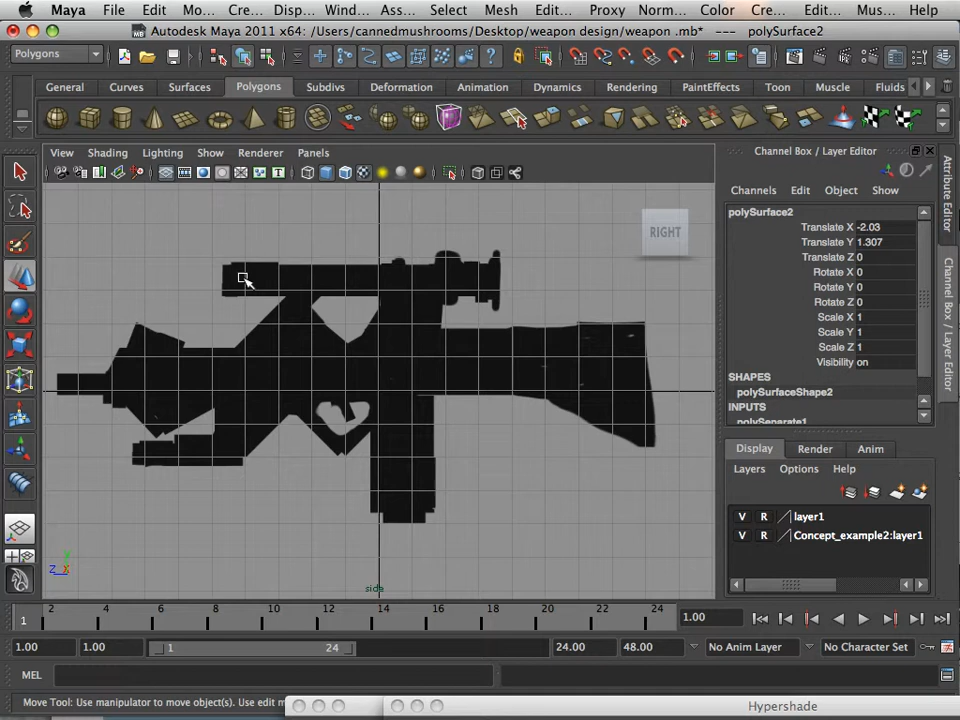 Maya File Edit Mo... Cre... Disp... Wind... Ass... Select Mesh Edit... Proxy Norm... Color Cre... Edit... Mus... Help
Autodesk Maya 2011 x64: /Users/cannedmushrooms/Desktop/weapon design/weapon .mb* --- polySurface2
Polygons
General Curves Surfaces Polygons Subdivs Deformation Animation Dynamics Rendering PaintEffects Toon Muscle Fluids
View Shading Lighting Show Renderer Panels
Channel Box / Layer Editor
Channels Edit Object Show
polySurface2
Translate X -2.03
Translate Y 1.307
Translate Z 0
Rotate X 0
Rotate Y 0
Rotate Z 0
Scale X 1
Scale Y 1
Scale Z 1
Visibility on
SHAPES
polySurfaceShape2
INPUTS
polySeparate1
Attribute Editor
Channel Box / Layer Editor
RIGHT
Display Render Anim
Layers Options Help
V R layer1
V R Concept_example2:layer1
Y
Z X
side
2 4 6 8 10 12 14 16 18 20 22 24
1
1.00
1.00 1.00 1 24 24.00 48.00 No Anim Layer No Character Set
MEL
Move Tool: Use manipulator to move object(s). Use edit m
Hypershade